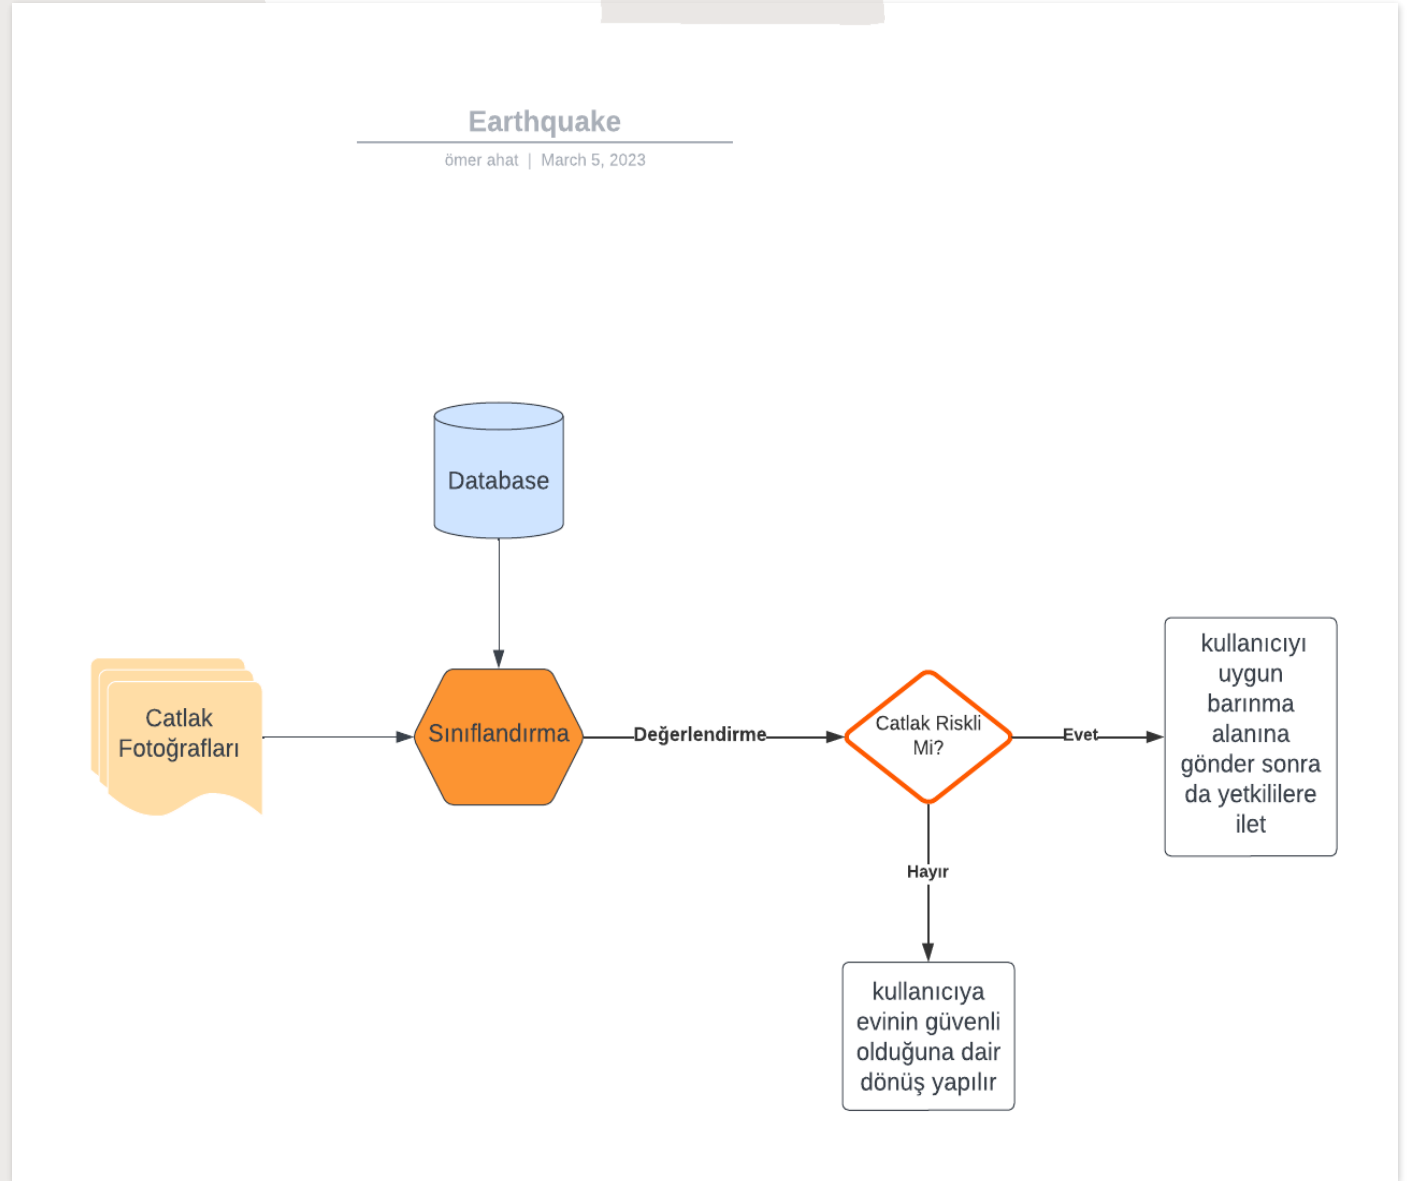 Earthquake
ömer ahat | March 5, 2023
Database
Catlak
Fotoğrafları
Sınıflandırma
Değerlendirme
Catlak Riskli
Mi?
Evet
kullanıcıyı
uygun
barınma
alanına
gönder sonra
da yetkililere
ilet
Hayır
kullanıcıya
evinin güvenli
olduğuna dair
dönüş yapılır